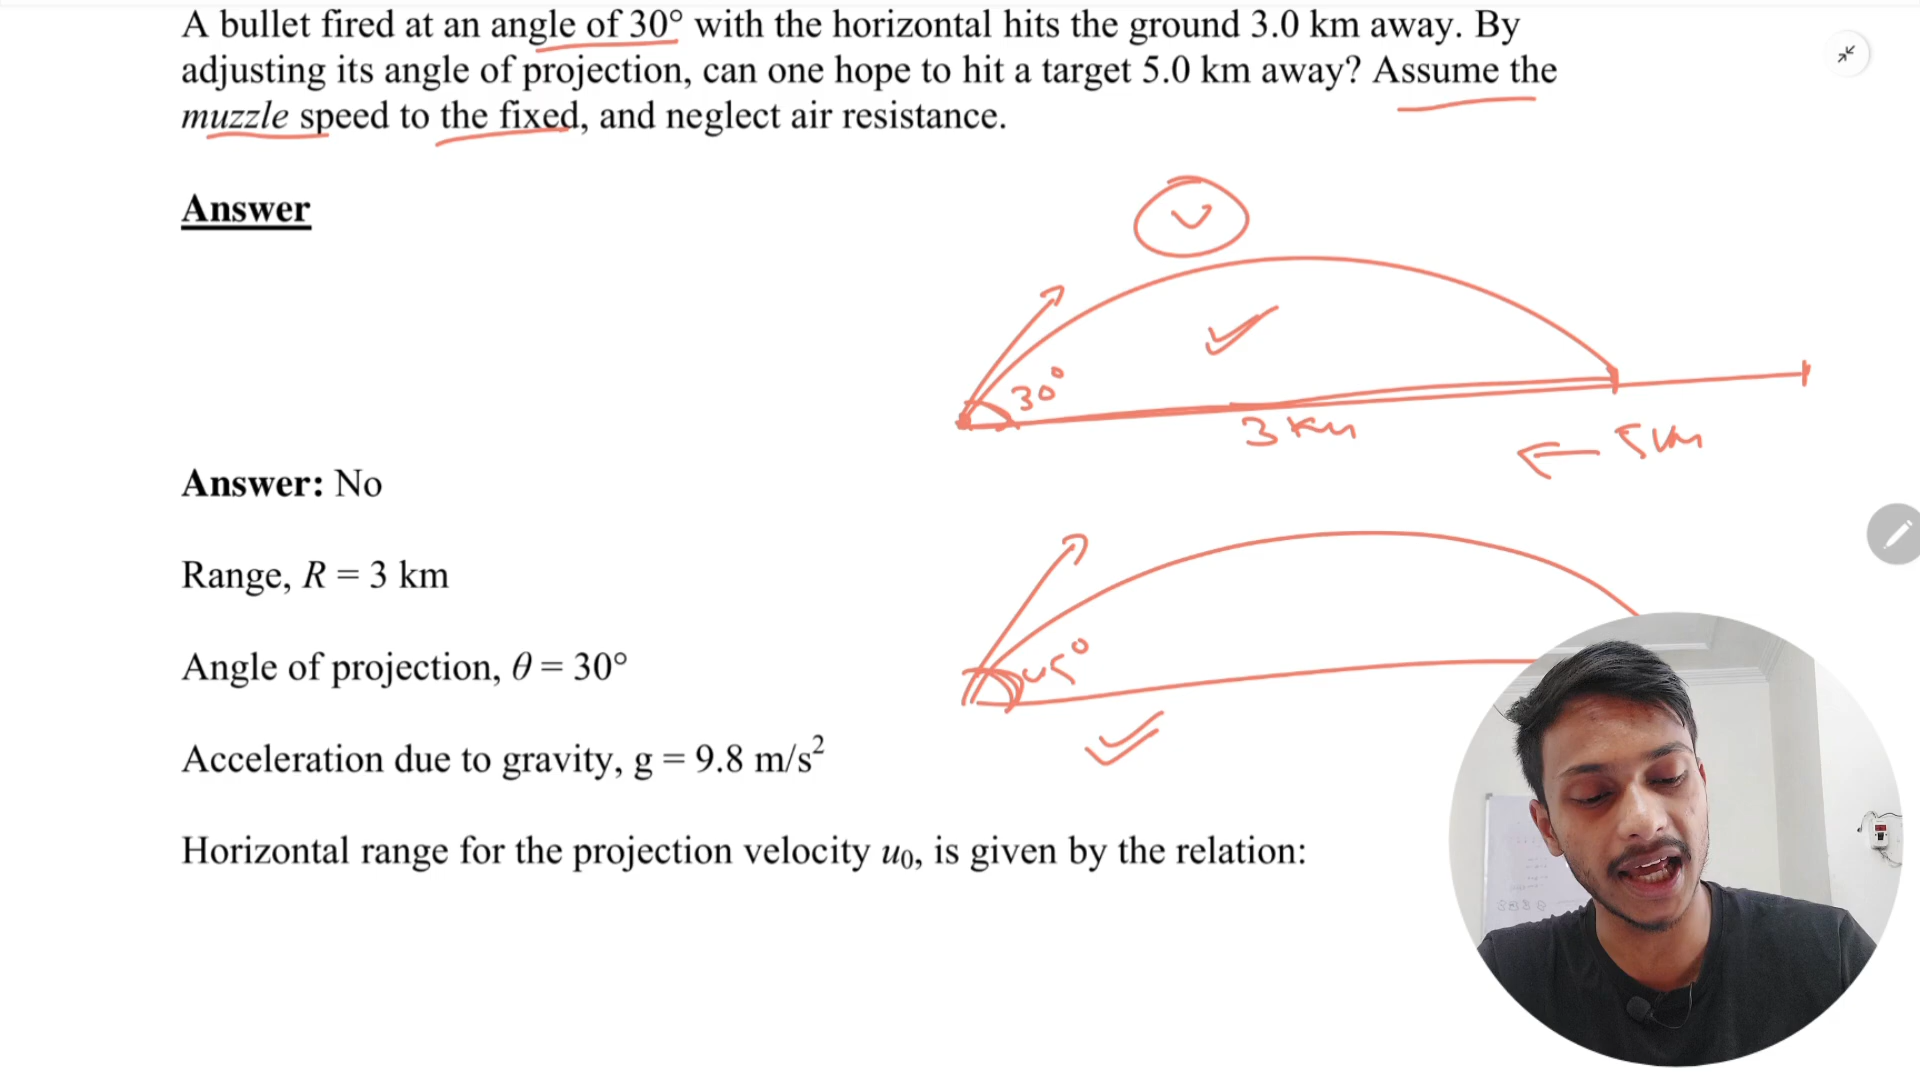 A bullet fired at an angle of 30° with the horizontal hits the ground 3.0 km away. By
adjusting its angle of projection, can one hope to hit a target 5.0 km away? Assume the
muzzle speed to the fixed, and neglect air resistance.
Answer
v
30°
3 km
5 km
Answer: No
Range, R = 3 km
45°
Angle of projection, θ = 30°
Acceleration due to gravity, g = 9.8 m/s²
Horizontal range for the projection velocity u₀, is given by the relation: